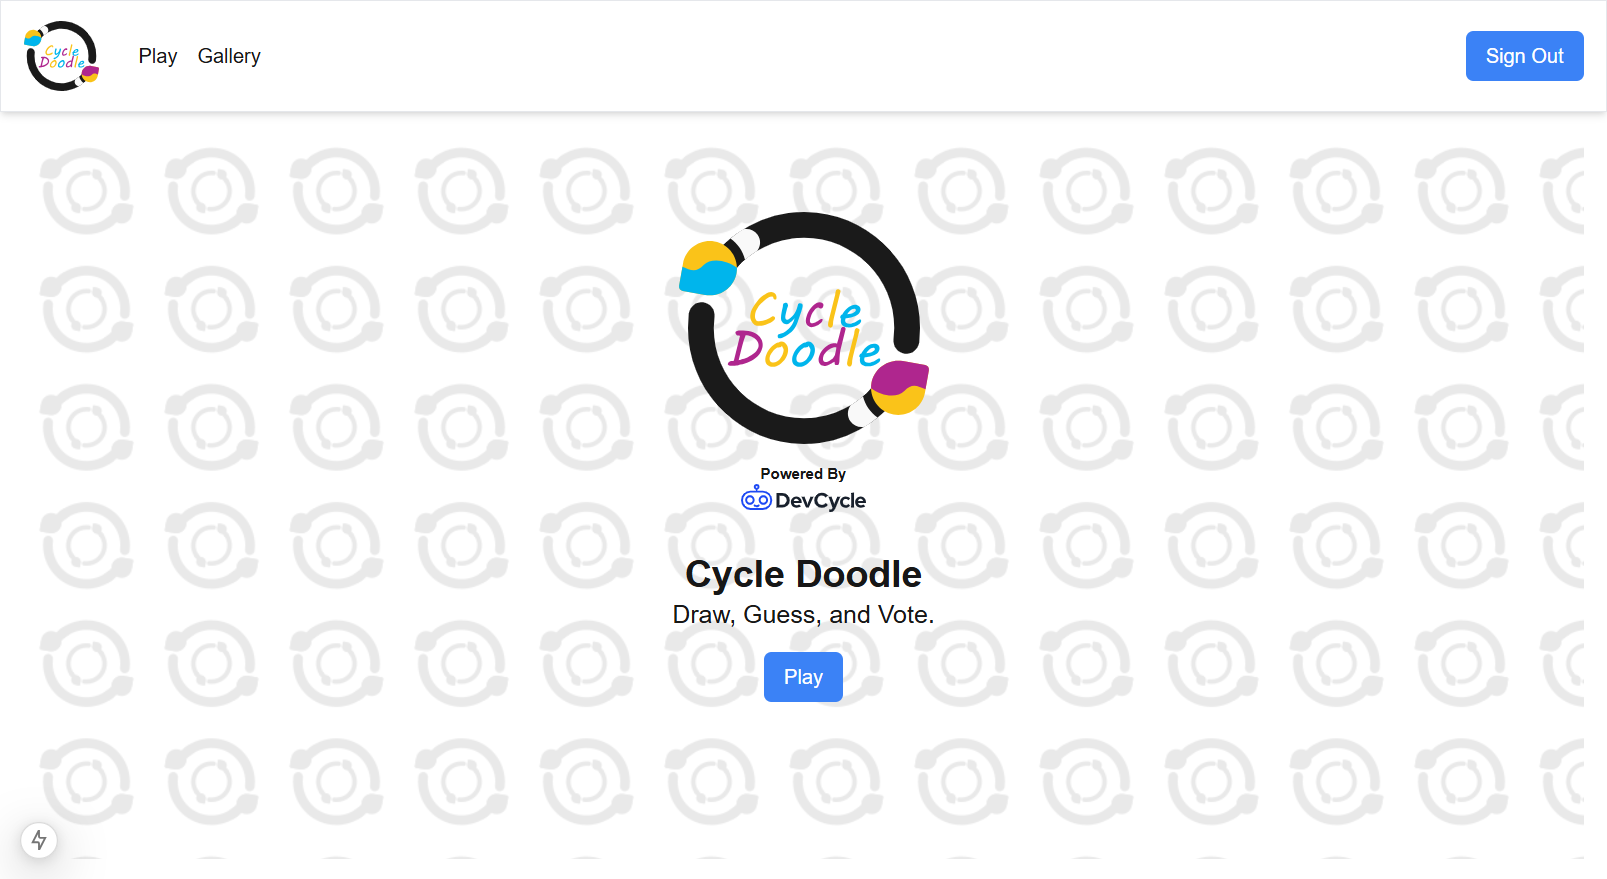 Cycle
Doodle
Play
Gallery
Sign Out
Cycle
Doodle
Powered By
DevCycle
Cycle Doodle
Draw, Guess, and Vote.
Play